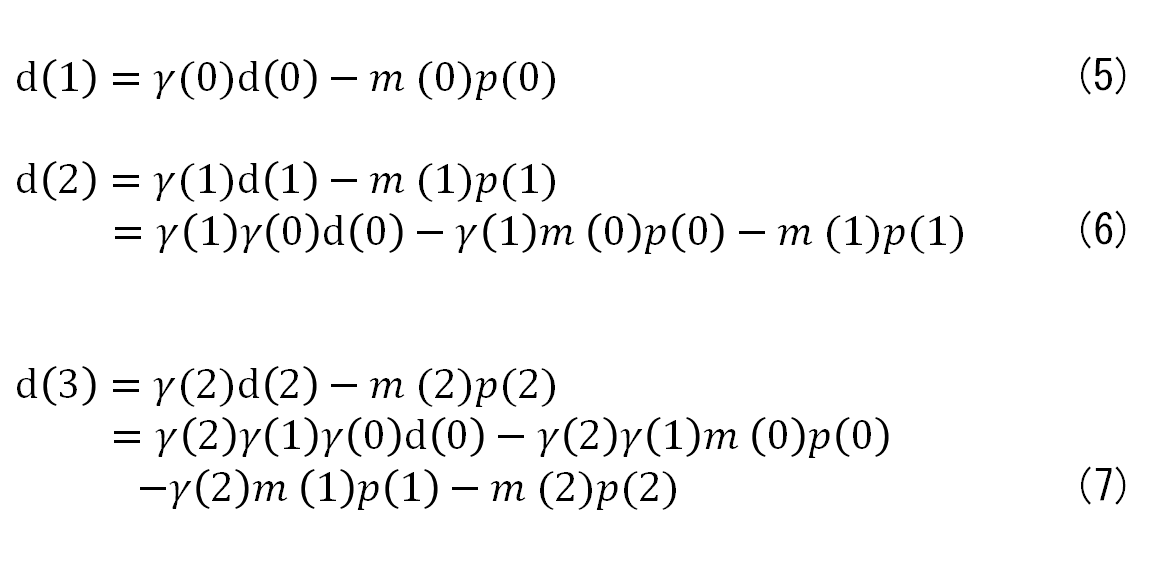 d(1) = γ(0)d(0) − m (0)p(0) (5)
d(2) = γ(1)d(1) − m (1)p(1)
= γ(1)γ(0)d(0) − γ(1)m (0)p(0) − m (1)p(1) (6)
d(3) = γ(2)d(2) − m (2)p(2)
= γ(2)γ(1)γ(0)d(0) − γ(2)γ(1)m (0)p(0)
−γ(2)m (1)p(1) − m (2)p(2) (7)